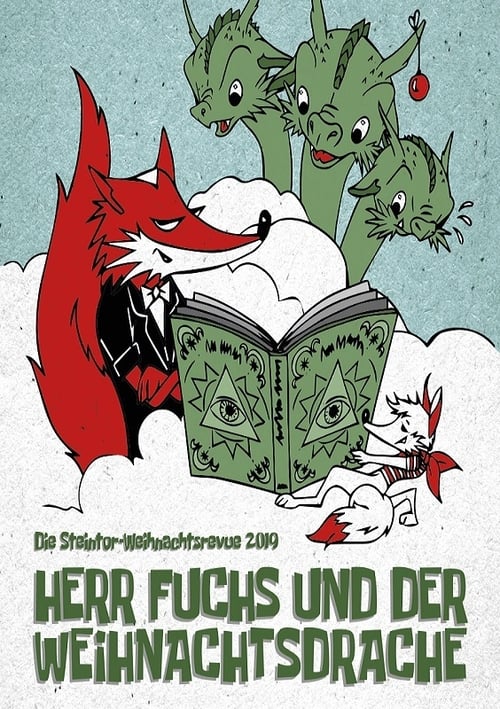 Die Steintor-Weihnachtsrevue 2019
HERR FUCHS UND DER
WEiHNACHTSDRACHE